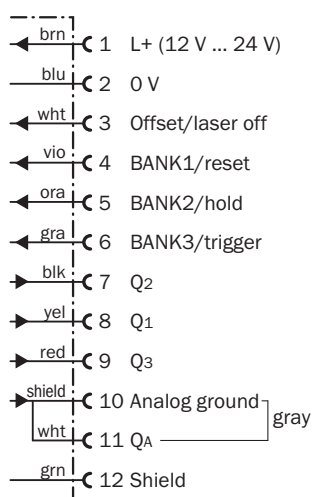 brn 1 L+ (12 V ... 24 V)
blu 2 0 V
wht 3 Offset/laser off
vio 4 BANK1/reset
ora 5 BANK2/hold
gra 6 BANK3/trigger
blk 7 Q2
yel 8 Q1
red 9 Q3
shield 10 Analog ground
gray
wht 11 QA
grn 12 Shield